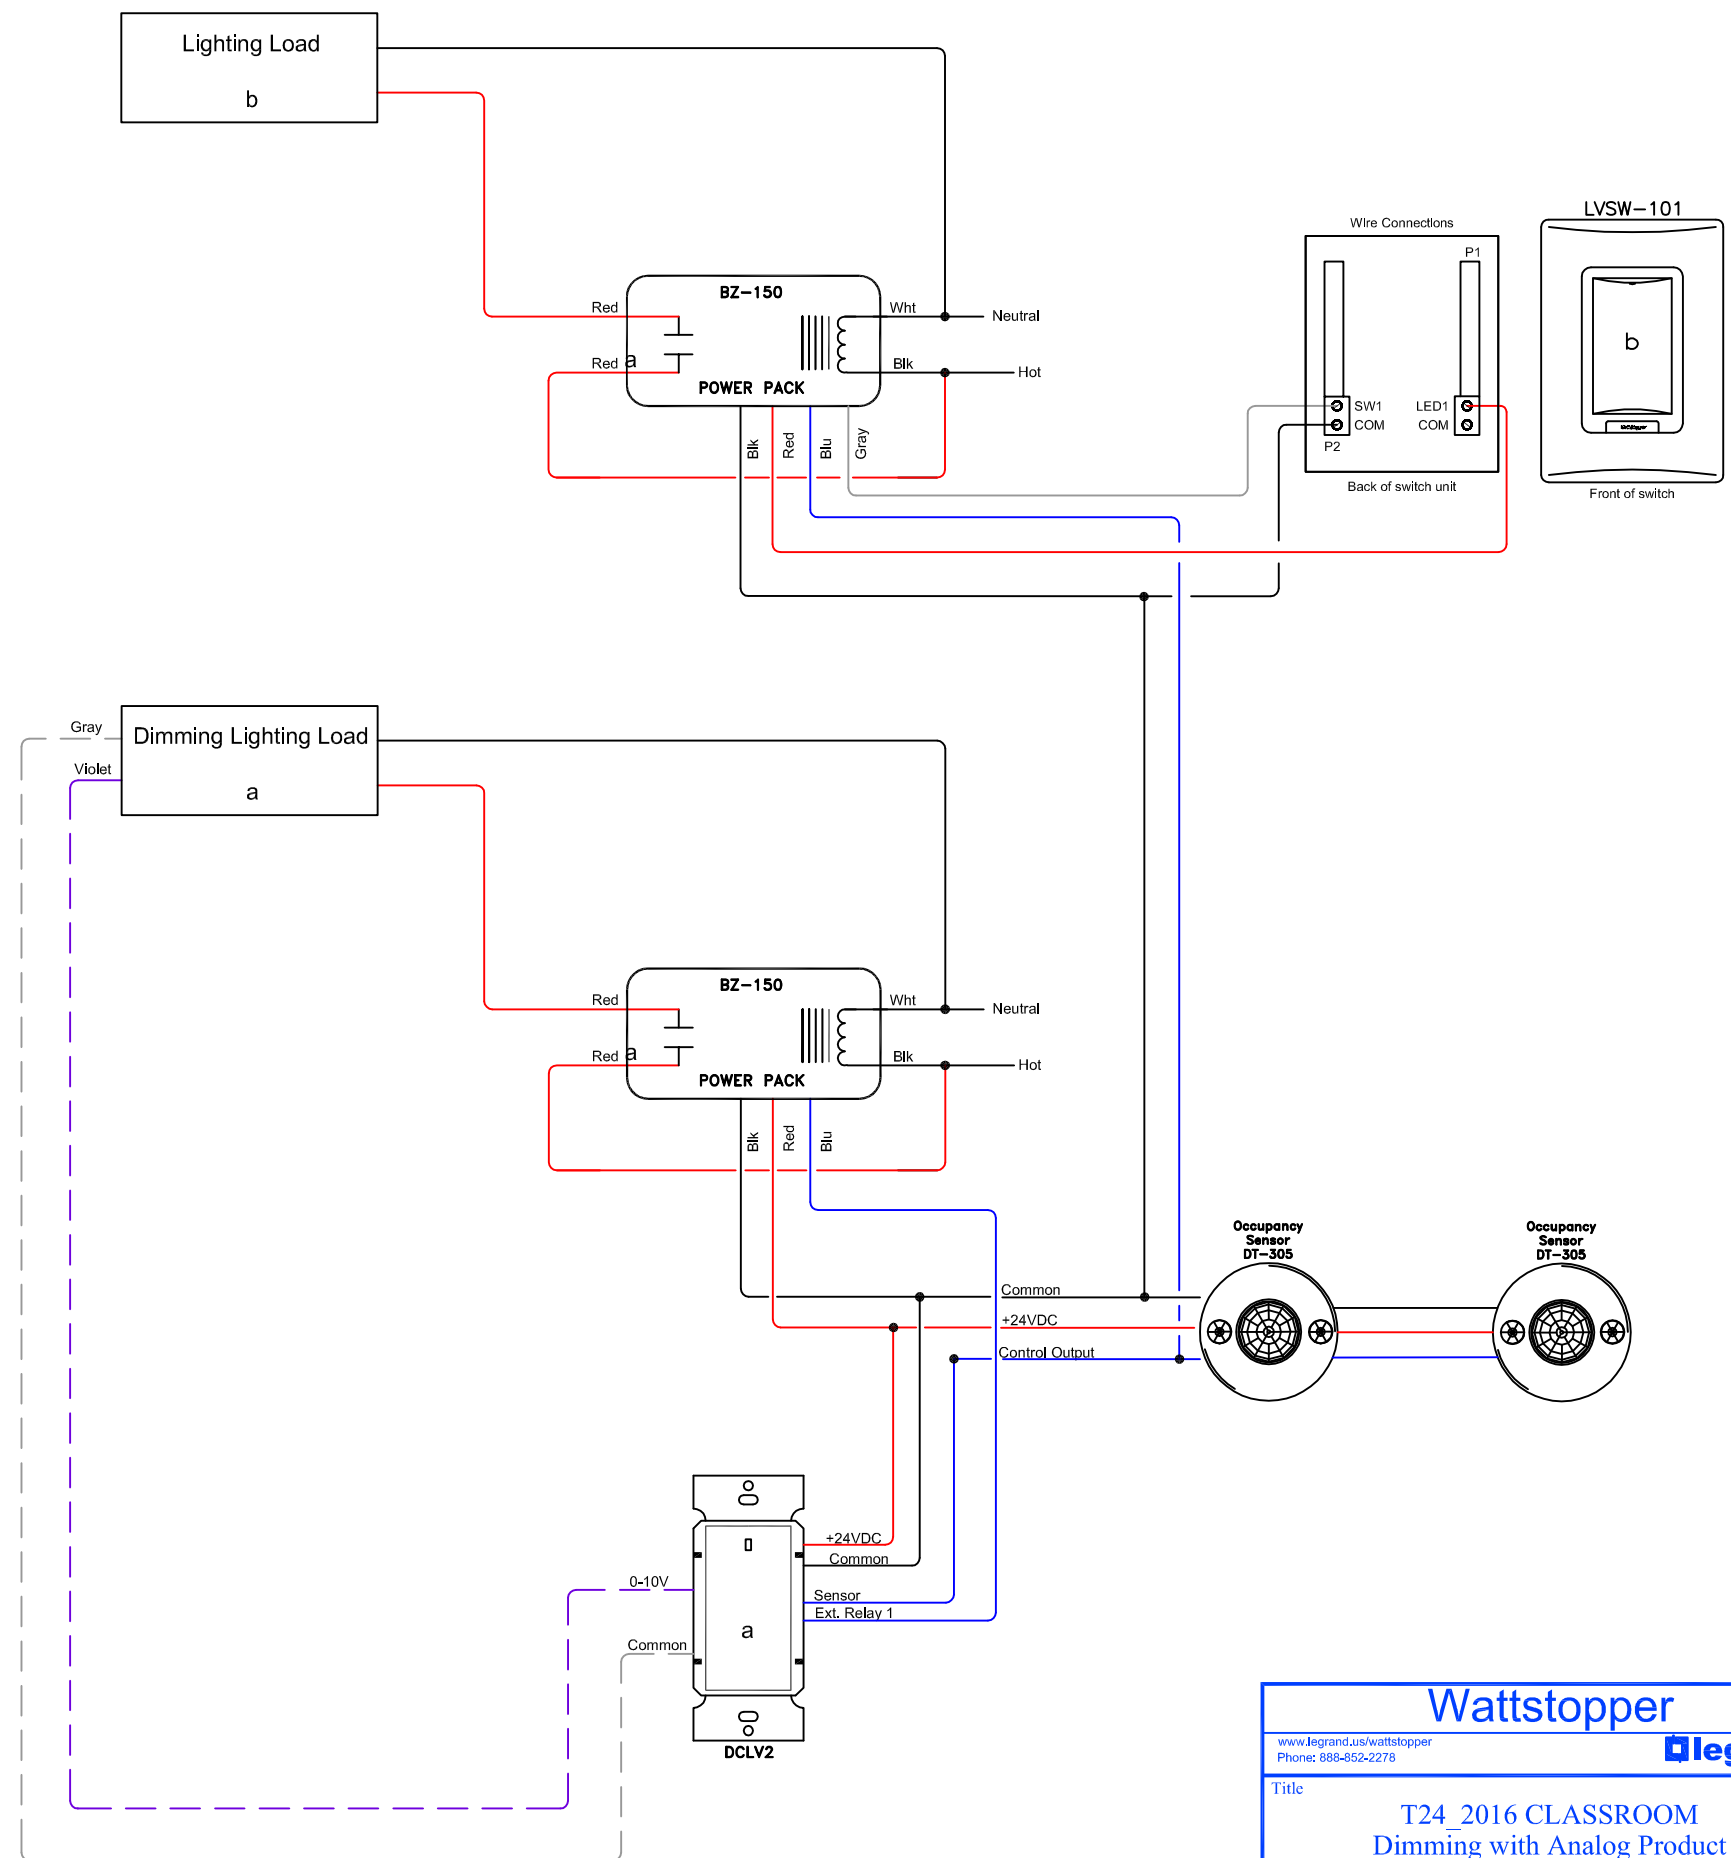 Lighting Load
b
LVSW-101
Wire Connections
P1
BZ-150
Red
Wht
Neutral
Red
a
Blk
Hot
POWER PACK
b
SW1
LED1
COM
COM
P2
Blk
Red
Blu
Gray
Back of switch unit
Front of switch
Gray
Dimming Lighting Load
Violet
a
BZ-150
Red
Wht
Neutral
Red
a
Blk
Hot
POWER PACK
Blk
Red
Blu
Occupancy
Sensor
DT-305
Occupancy
Sensor
DT-305
Common
+24VDC
Control Output
+24VDC
Common
0-10V
Sensor
Ext. Relay 1
a
Common
DCLV2
Wattstopper
www.legrand.us/wattstopper
Phone: 888-852-2278
leg
Title
T24_2016 CLASSROOM
Dimming with Analog Product